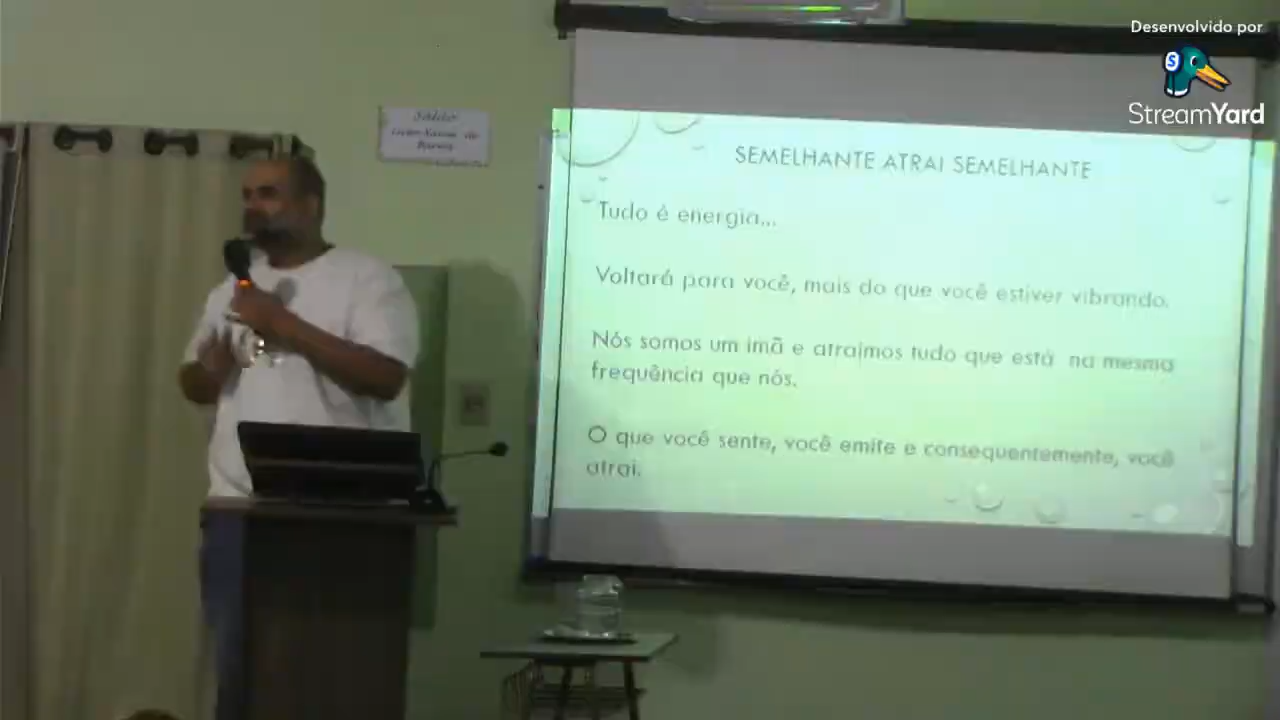 Desenvolvido por
StreamYard
Salão
SEMELHANTE ATRAI SEMELHANTE
Tudo é energia...
Voltará para você, mais do que você estiver vibrando.
Nós somos um imã e atraímos tudo que está na mesma
frequência que nós.
O que você sente, você emite e consequentemente, você
atrai.